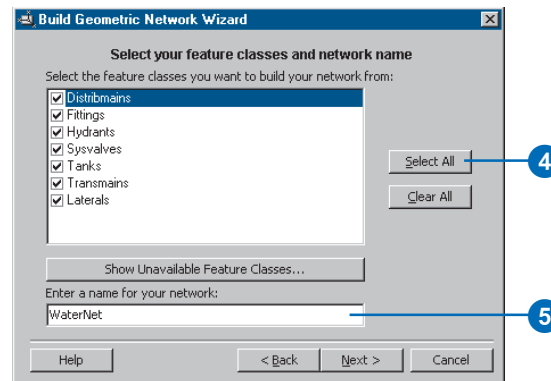 Build Geometric Network Wizard
Select your feature classes and network name
Select the feature classes you want to build your network from:
Distribmains
Fittings
Hydrants
Sysvalves
Tanks
Transmains
Laterals
Select All
4
Clear All
Show Unavailable Feature Classes...
Enter a name for your network:
WaterNet
5
Help
< Back
Next >
Cancel